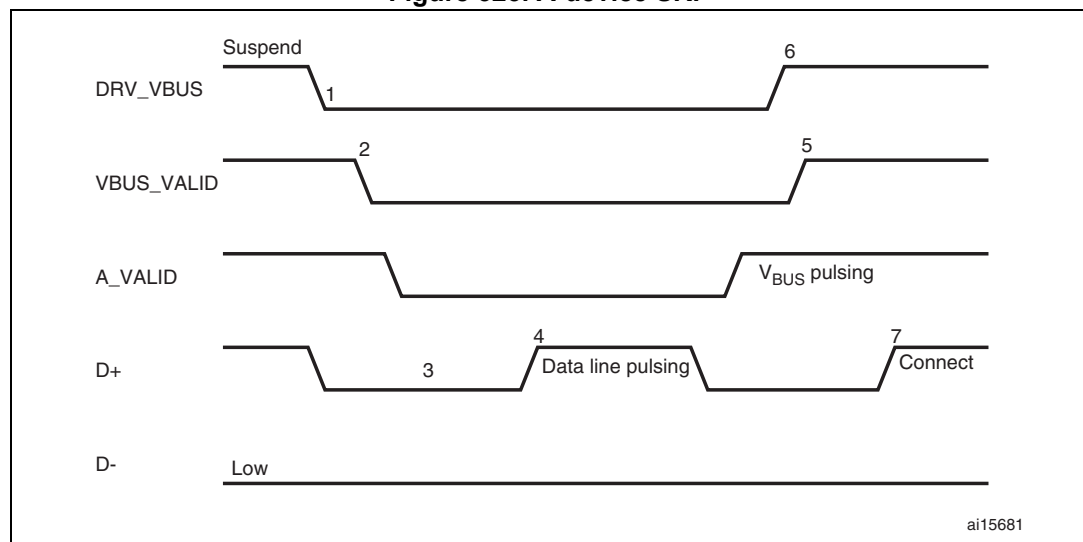 Suspend
6
DRV_VBUS
1
2
5
VBUS_VALID
A_VALID
VBUS pulsing
4
7
D+
3
Data line pulsing
Connect
D-
Low
ai15681